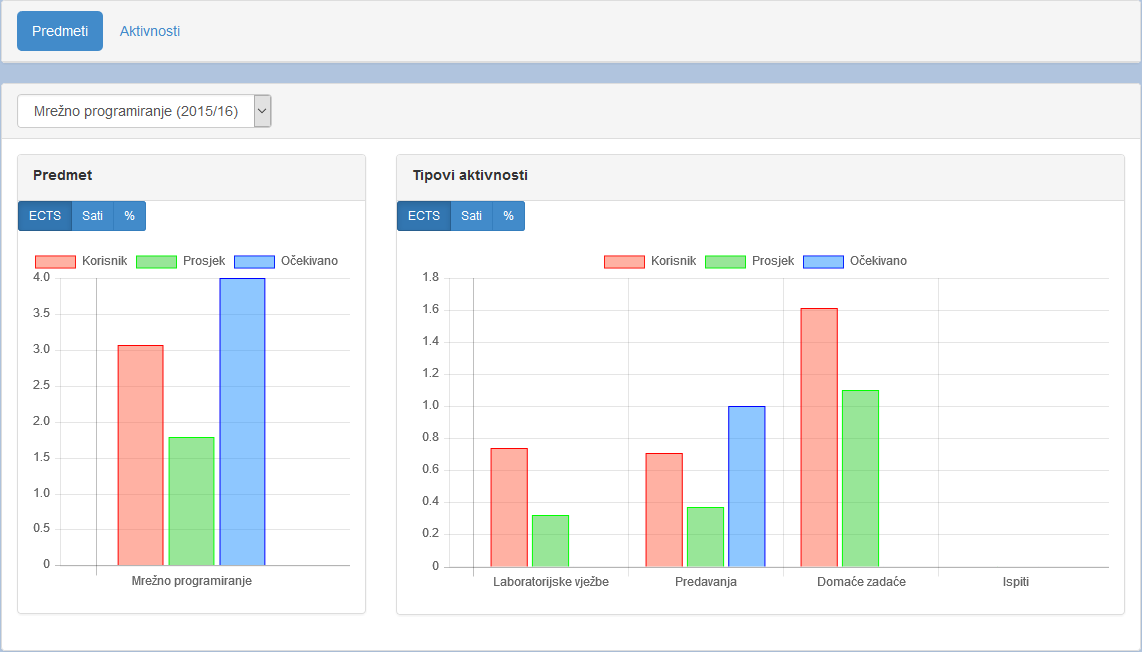 Predmeti Aktivnosti
Mrežno programiranje (2015/16)
Predmet
ECTS Sati %
Korisnik Prosjek Očekivano
4.0
3.5
3.0
2.5
2.0
1.5
1.0
0.5
0
Mrežno programiranje
Tipovi aktivnosti
ECTS Sati %
Korisnik Prosjek Očekivano
1.8
1.6
1.4
1.2
1.0
0.8
0.6
0.4
0.2
0
Laboratorijske vježbe Predavanja Domaće zadaće Ispiti